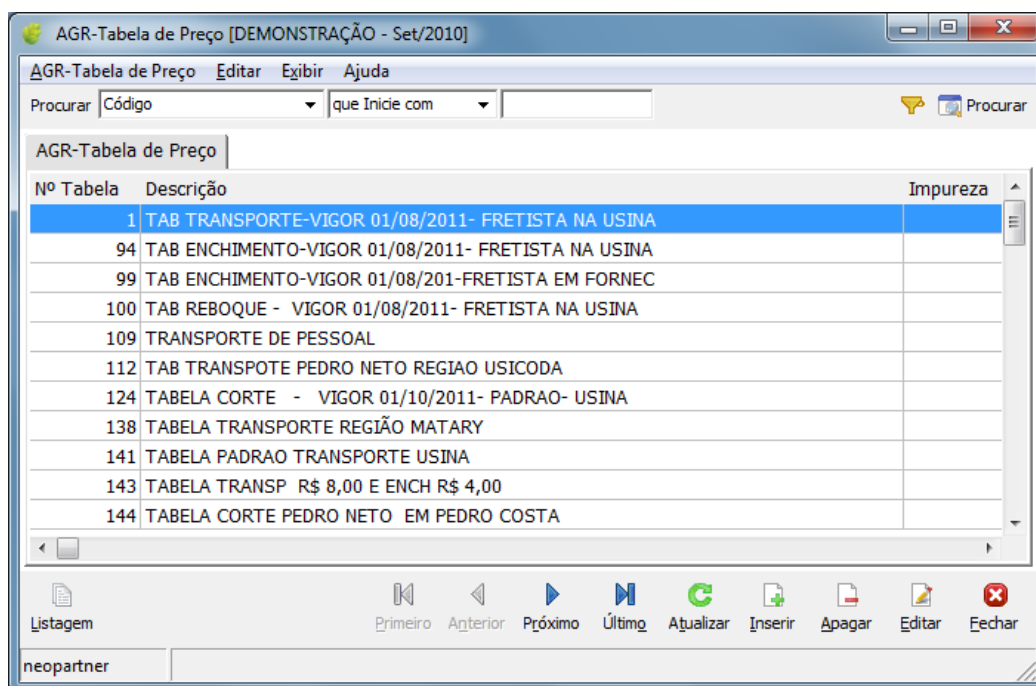 AGR-Tabela de Preço [DEMONSTRAÇÃO - Set/2010]
AGR-Tabela de Preço Editar Exibir Ajuda
Procurar Código que Inicie com Procurar
AGR-Tabela de Preço
Nº Tabela Descrição Impureza
1 TAB TRANSPORTE-VIGOR 01/08/2011- FRETISTA NA USINA
94 TAB ENCHIMENTO-VIGOR 01/08/2011- FRETISTA NA USINA
99 TAB ENCHIMENTO-VIGOR 01/08/201-FRETISTA EM FORNEC
100 TAB REBOQUE - VIGOR 01/08/2011- FRETISTA NA USINA
109 TRANSPORTE DE PESSOAL
112 TAB TRANSPOTE PEDRO NETO REGIAO USICODA
124 TABELA CORTE - VIGOR 01/10/2011- PADRAO- USINA
138 TABELA TRANSPORTE REGIÃO MATARY
141 TABELA PADRAO TRANSPORTE USINA
143 TABELA TRANSP R$ 8,00 E ENCH R$ 4,00
144 TABELA CORTE PEDRO NETO EM PEDRO COSTA
Listagem Primeiro Anterior Próximo Último Atualizar Inserir Apagar Editar Fechar
neopartner